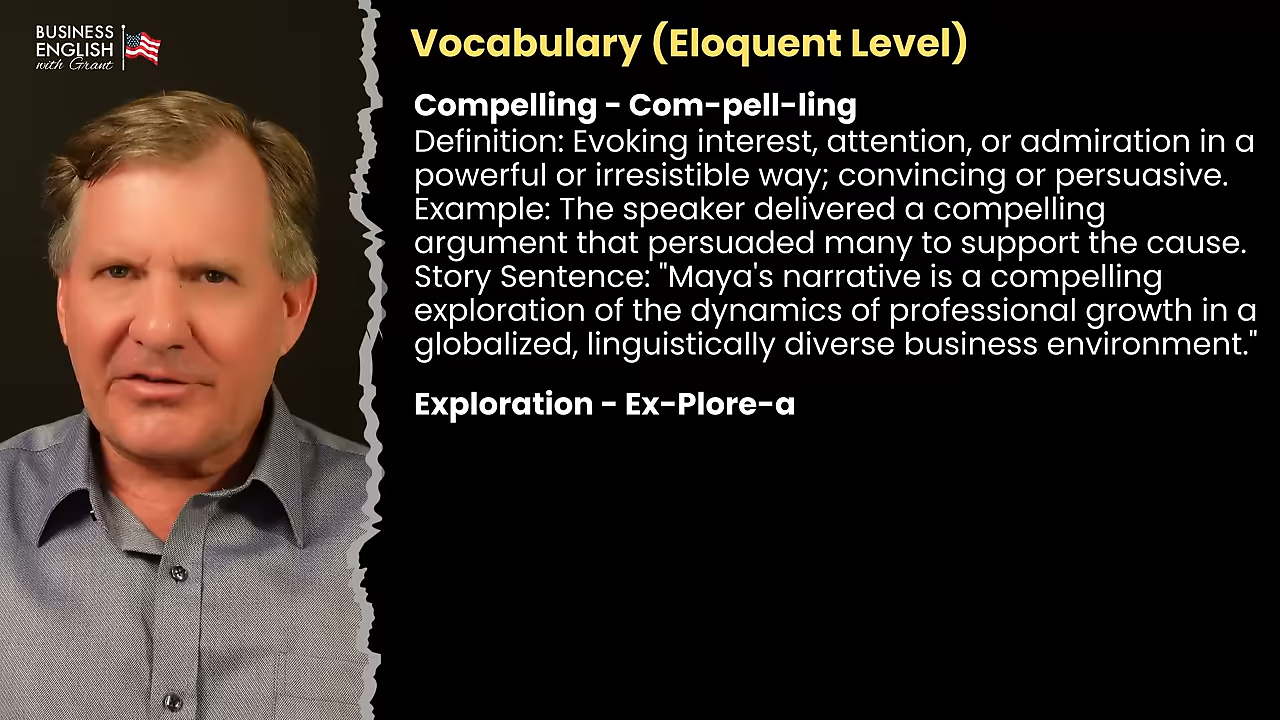 BUSINESS
ENGLISH
with Grant
Vocabulary (Eloquent Level)
Compelling - Com-pell-ling
Definition: Evoking interest, attention, or admiration in a
powerful or irresistible way; convincing or persuasive.
Example: The speaker delivered a compelling
argument that persuaded many to support the cause.
Story Sentence: "Maya's narrative is a compelling
exploration of the dynamics of professional growth in a
globalized, linguistically diverse business environment."
Exploration - Ex-Plore-a